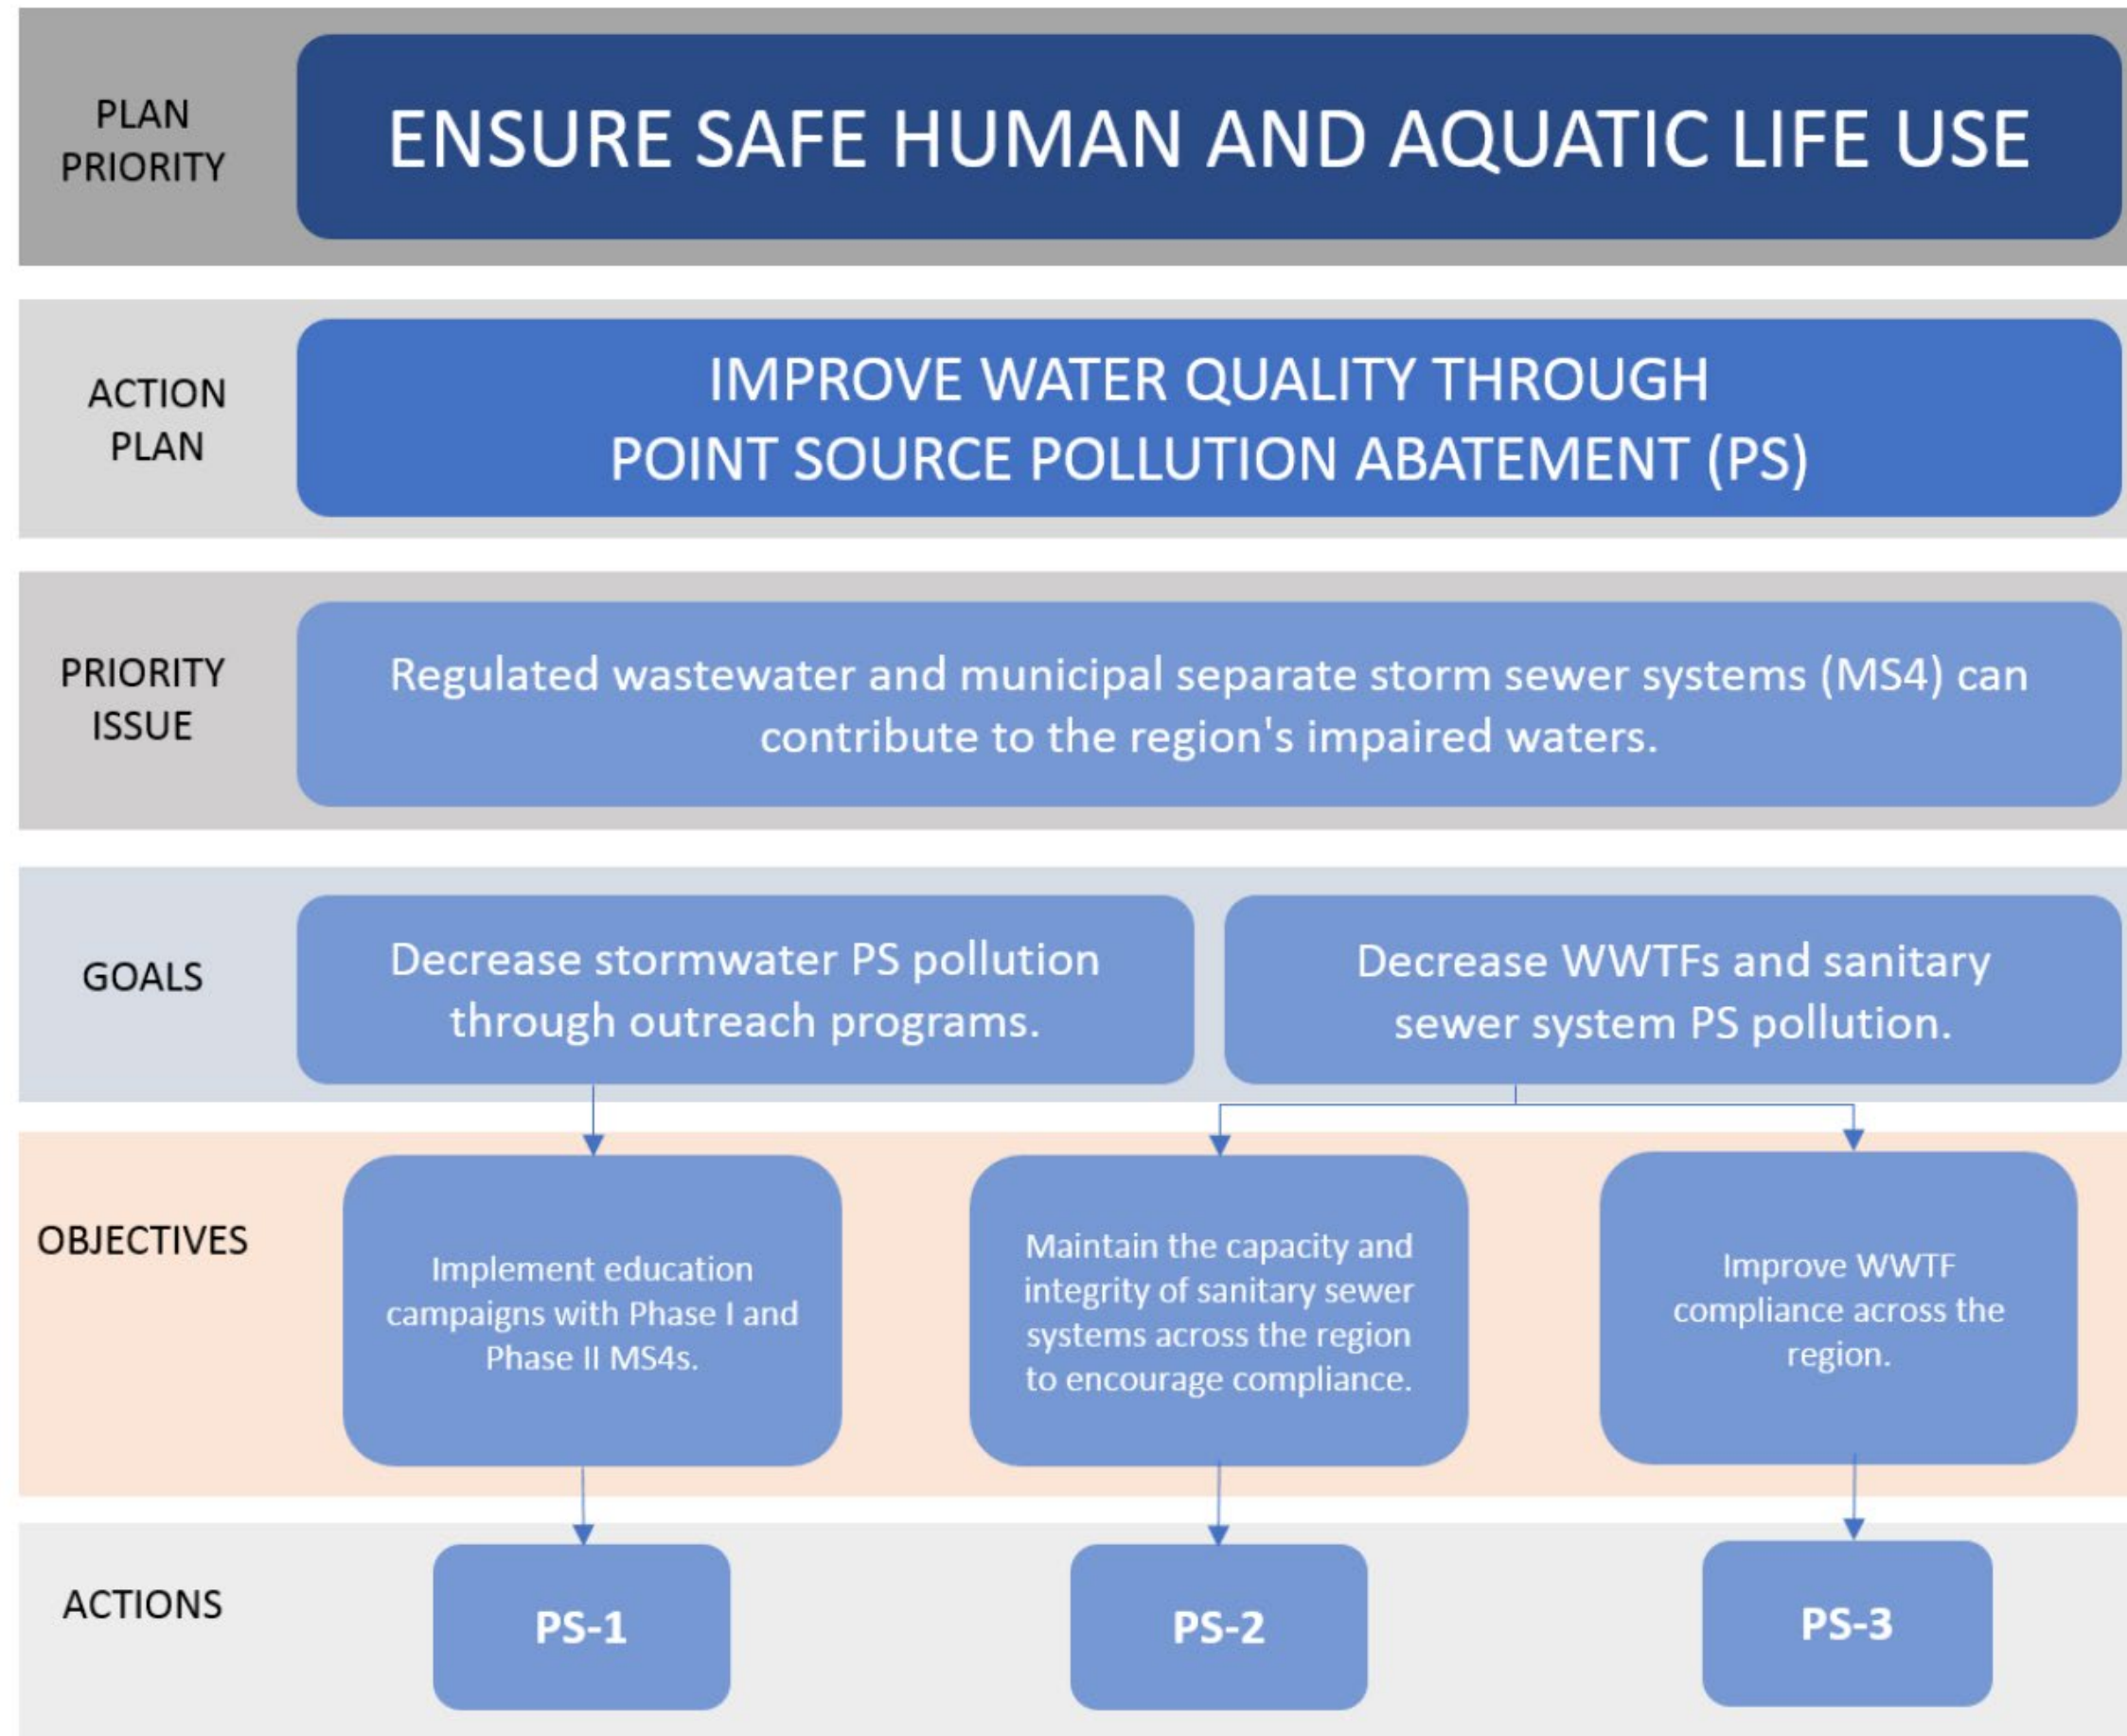 PLAN
PRIORITY
ENSURE SAFE HUMAN AND AQUATIC LIFE USE
ACTION
PLAN
IMPROVE WATER QUALITY THROUGH
POINT SOURCE POLLUTION ABATEMENT (PS)
PRIORITY
ISSUE
Regulated wastewater and municipal separate storm sewer systems (MS4) can
contribute to the region's impaired waters.
GOALS
Decrease stormwater PS pollution
through outreach programs.
Decrease WWTFs and sanitary
sewer system PS pollution.
OBJECTIVES
Implement education
campaigns with Phase I and
Phase II MS4s.
Maintain the capacity and
integrity of sanitary sewer
systems across the region
to encourage compliance.
Improve WWTF
compliance across the
region.
ACTIONS
PS-1
PS-2
PS-3